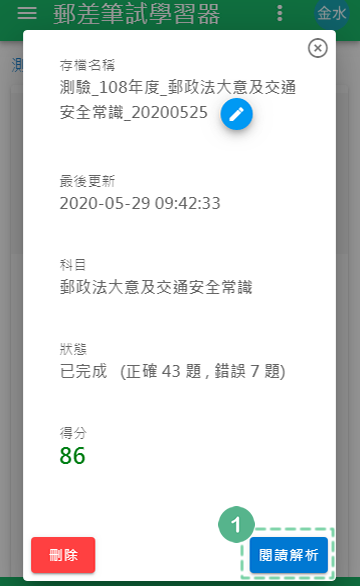 郵差筆試學習器
金水
測
存檔名稱
測驗_108年度_郵政法大意及交通
安全常識_20200525
最後更新
2020-05-29 09:42:33
科目
郵政法大意及交通安全常識
狀態
已完成 (正確 43 題 , 錯誤 7 題)
得分
86
1
刪除
閱讀解析